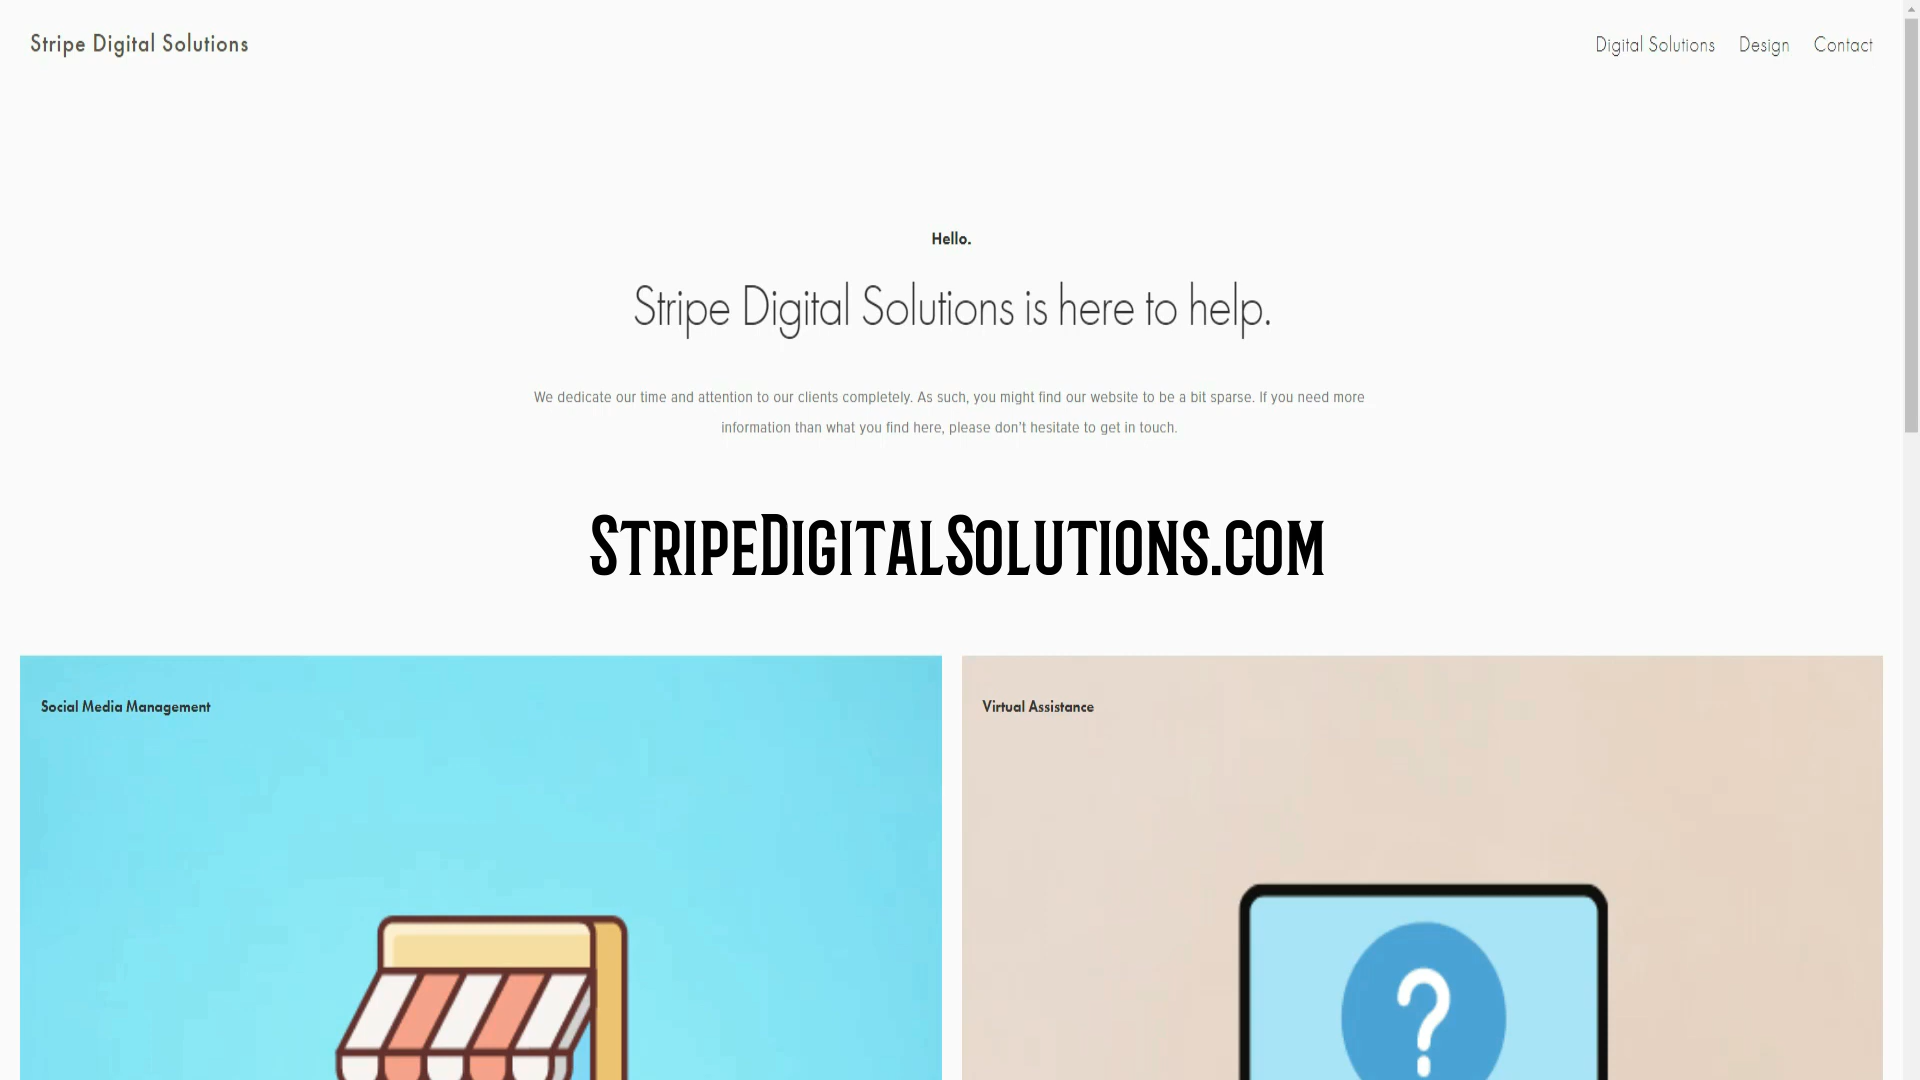 Stripe Digital Solutions
Digital Solutions Design Contact
Hello.
Stripe Digital Solutions is here to help.
We dedicate our time and attention to our clients completely. As such, you might find our website to be a bit sparse. If you need more
information than what you find here, please don't hesitate to get in touch.
StripeDigitalSolutions.com
Social Media Management
Virtual Assistance
?